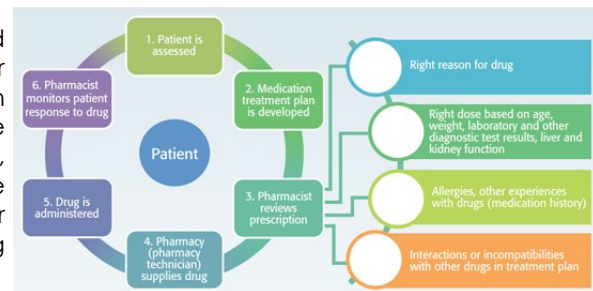 1. Patient is
assessed
2. Medication
treatment plan
is developed
3. Pharmacist
reviews
prescription
4. Pharmacy
(pharmacy
technician)
supplies drug
5. Drug is
administered
6. Pharmacist
monitors patient
response to drug
Patient
Right reason for drug
Right dose based on age,
weight, laboratory and other
diagnostic test results, liver and
kidney function
Allergies, other experiences
with drugs (medication history)
Interactions or incompatibilities
with other drugs in treatment plan